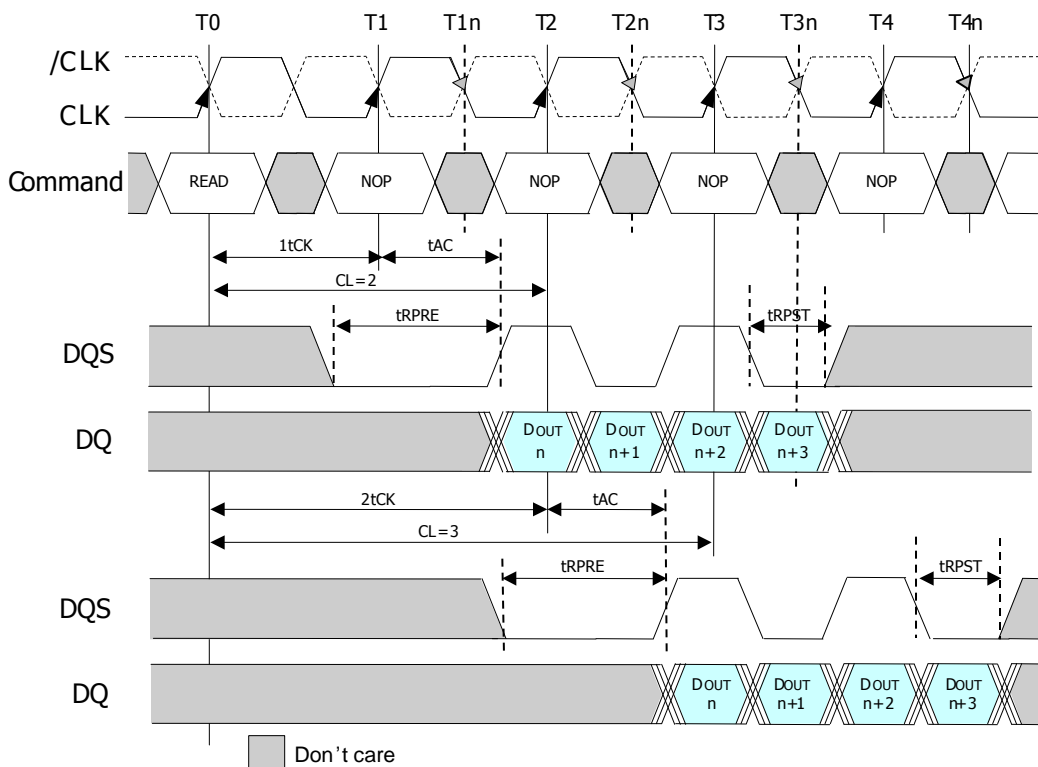 T0 T1 T1n T2 T2n T3 T3n T4 T4n
/CLK
CLK
Command READ NOP NOP NOP NOP
1tCK tAC
CL=2
tRPRE tRPST
DQS
DQ DOUT n DOUT n+1 DOUT n+2 DOUT n+3
2tCK tAC
CL=3
tRPRE tRPST
DQS
DQ DOUT n DOUT n+1 DOUT n+2 DOUT n+3
Don't care